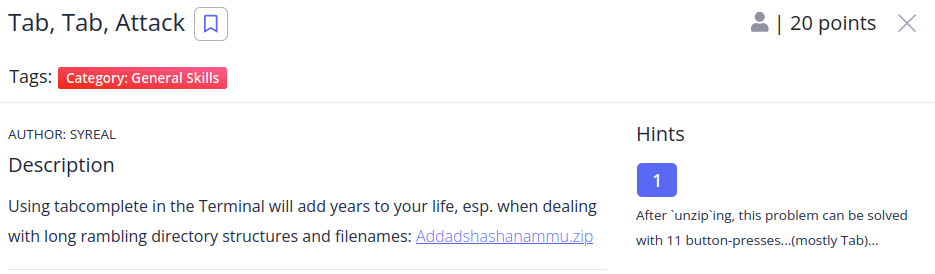 Tab, Tab, Attack
| 20 points
Tags: Category: General Skills
AUTHOR: SYREAL
Description
Using tabcomplete in the Terminal will add years to your life, esp. when dealing
with long rambling directory structures and filenames: Addadshashanammu.zip
Hints
1
After `unzip`ing, this problem can be solved
with 11 button-presses...(mostly Tab)...